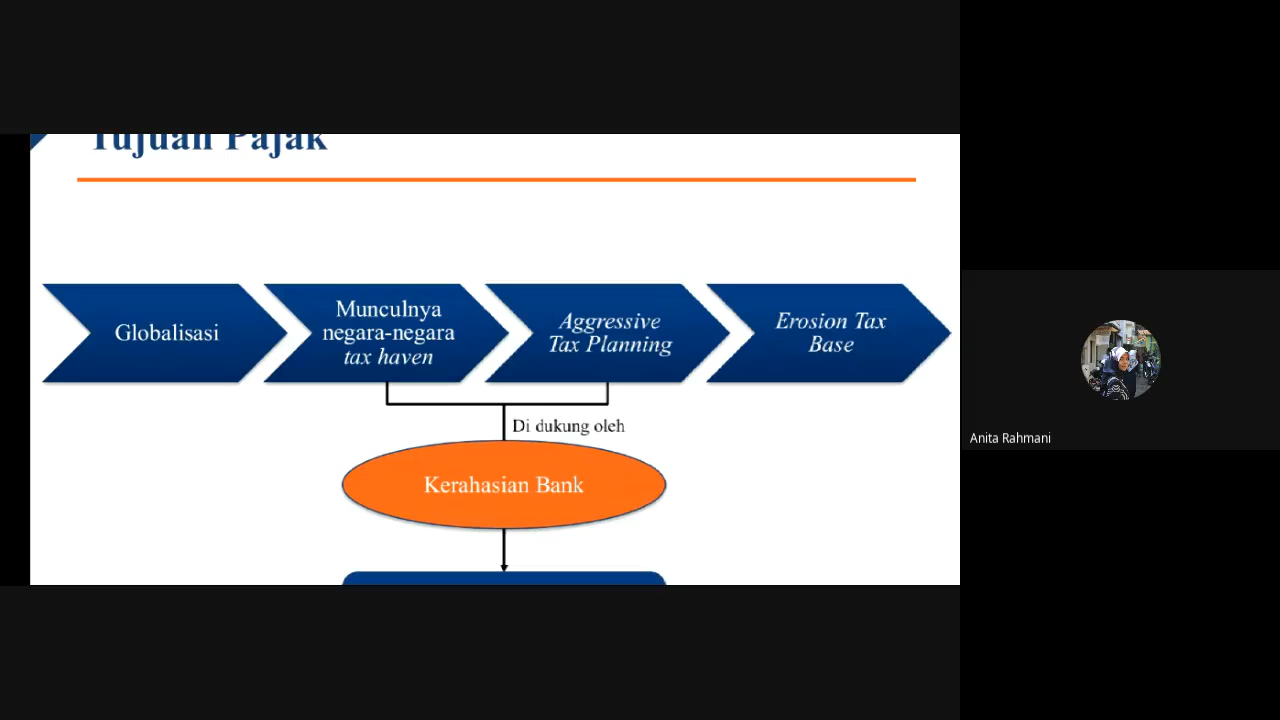 Tujuan Pajak
Globalisasi
Munculnya
negara-negara
tax haven
Aggressive
Tax Planning
Erosion Tax
Base
Di dukung oleh
Kerahasian Bank
Anita Rahmani